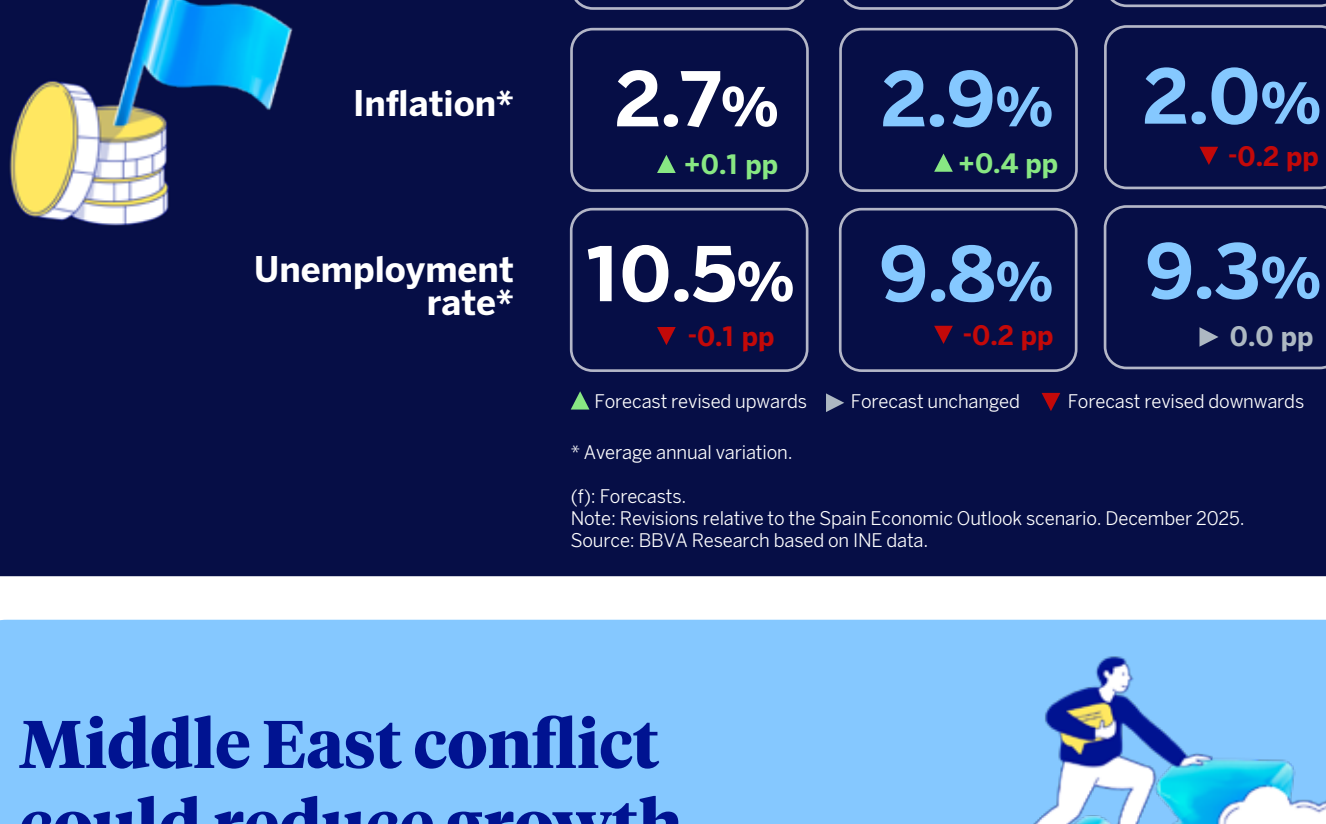 Inflation*
2.7%
▲ +0.1 pp
2.9%
▲ +0.4 pp
2.0%
▼ -0.2 pp
Unemployment
rate*
10.5%
▼ -0.1 pp
9.8%
▼ -0.2 pp
9.3%
▶ 0.0 pp
▲ Forecast revised upwards ▶ Forecast unchanged ▼ Forecast revised downwards
* Average annual variation.
(f): Forecasts.
Note: Revisions relative to the Spain Economic Outlook scenario. December 2025.
Source: BBVA Research based on INE data.
Middle East conflict
could reduce growth